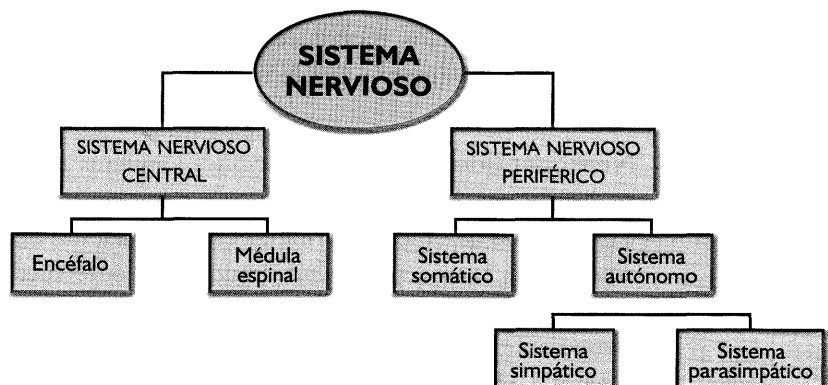 SISTEMA
NERVIOSO
SISTEMA NERVIOSO
CENTRAL
SISTEMA NERVIOSO
PERIFÉRICO
Encéfalo
Médula
espinal
Sistema
somático
Sistema
autónomo
Sistema
simpático
Sistema
parasimpático